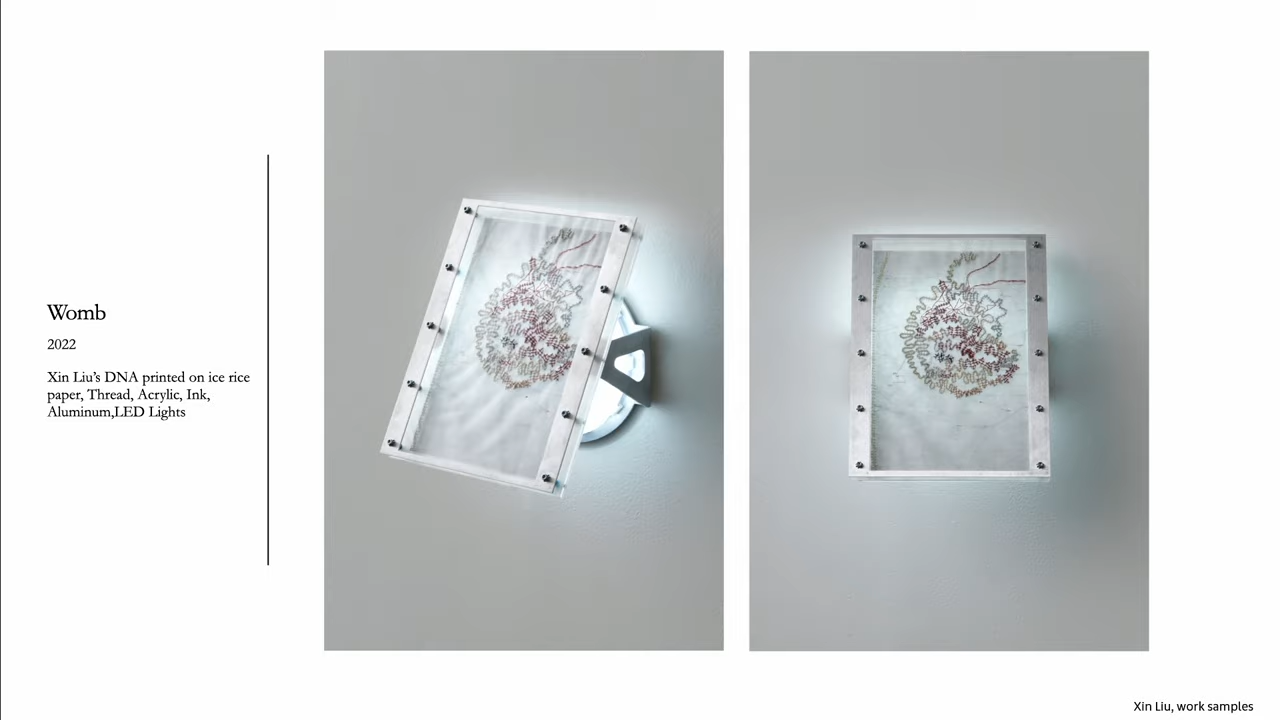 Womb
2022
Xin Liu’s DNA printed on ice rice
paper, Thread, Acrylic, Ink,
Aluminum,LED Lights
Xin Liu, work samples